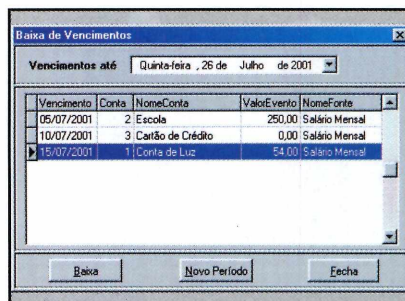 Baixa de Vencimentos
Vencimentos até Quinta-feira , 26 de Julho de 2001
Vencimento Conta NomeConta ValorEvento NomeFonte
05/07/2001 2 Escola 250,00 Salário Mensal
10/07/2001 3 Cartão de Crédito 0,00 Salário Mensal
15/07/2001 1 Conta de Luz 54,00 Salário Mensal
Baixa Novo Período Fecha